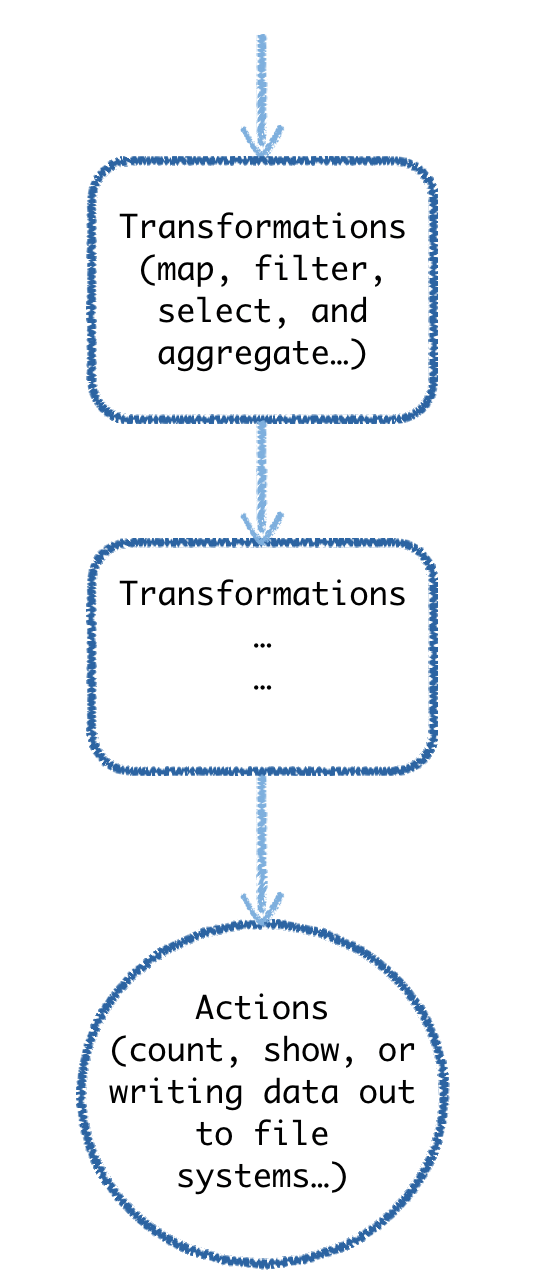 Transformations
(map, filter,
select, and
aggregate…)
Transformations
…
…
Actions
(count, show, or
writing data out
to file
systems…)